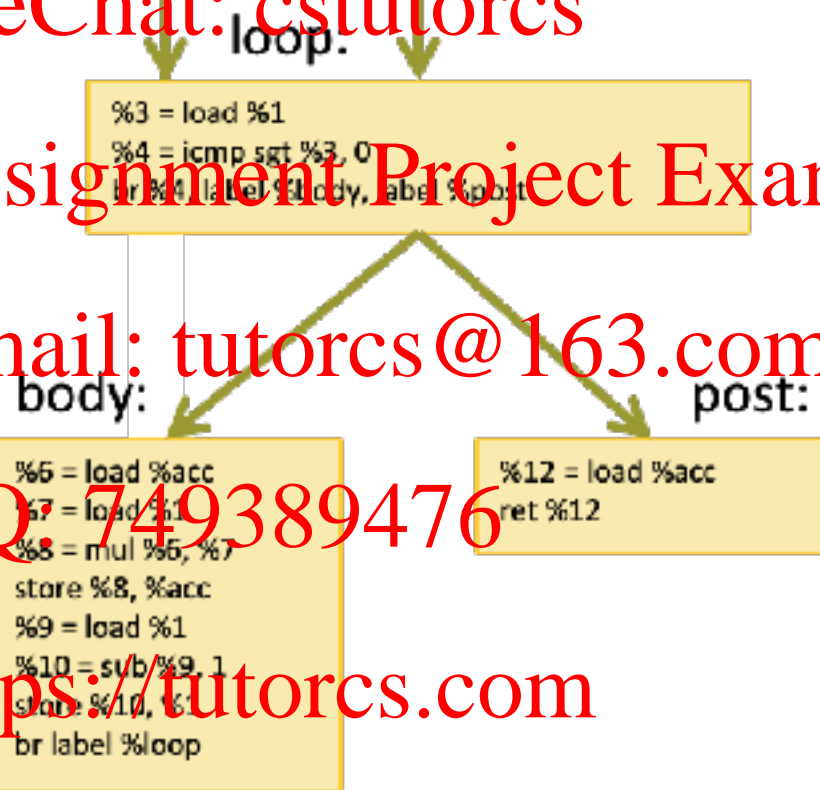 eChat: cstutorcs
loop:
%3 = load %1
%4 = icmp sgt %3, 0
br %4, label %body, label %post
signment Project Exar
mail: tutorcs@163.com
body:
post:
%6 = load %acc
%7 = load %1
%8 = mul %6, %7
store %8, %acc
%9 = load %1
%10 = sub %9, 1
store %10, %1
br label %loop
%12 = load %acc
ret %12
Q: 749389476
ps://tutorcs.com